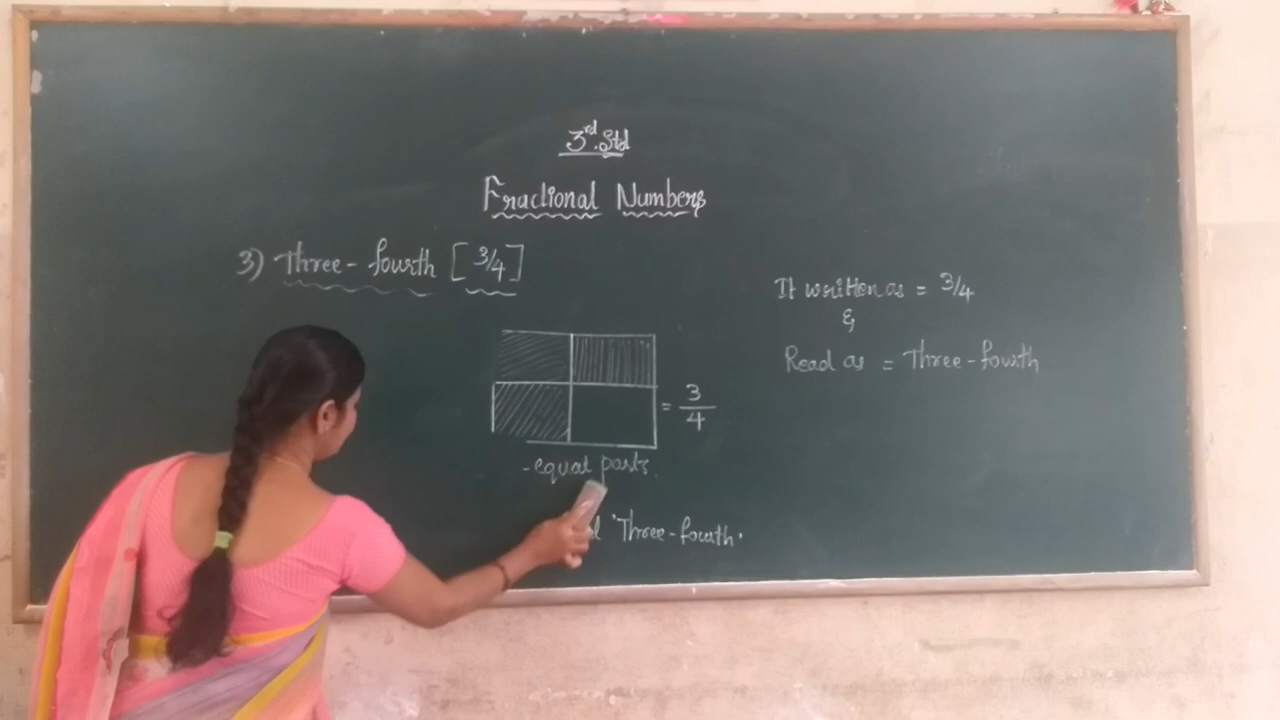 3rd. Std
Fractional Numbers
3) Three-fourth [3/4]
It written as = 3/4
&
Read as = Three-fourth
= 3/4
-equal parts.
"Three-fourth.